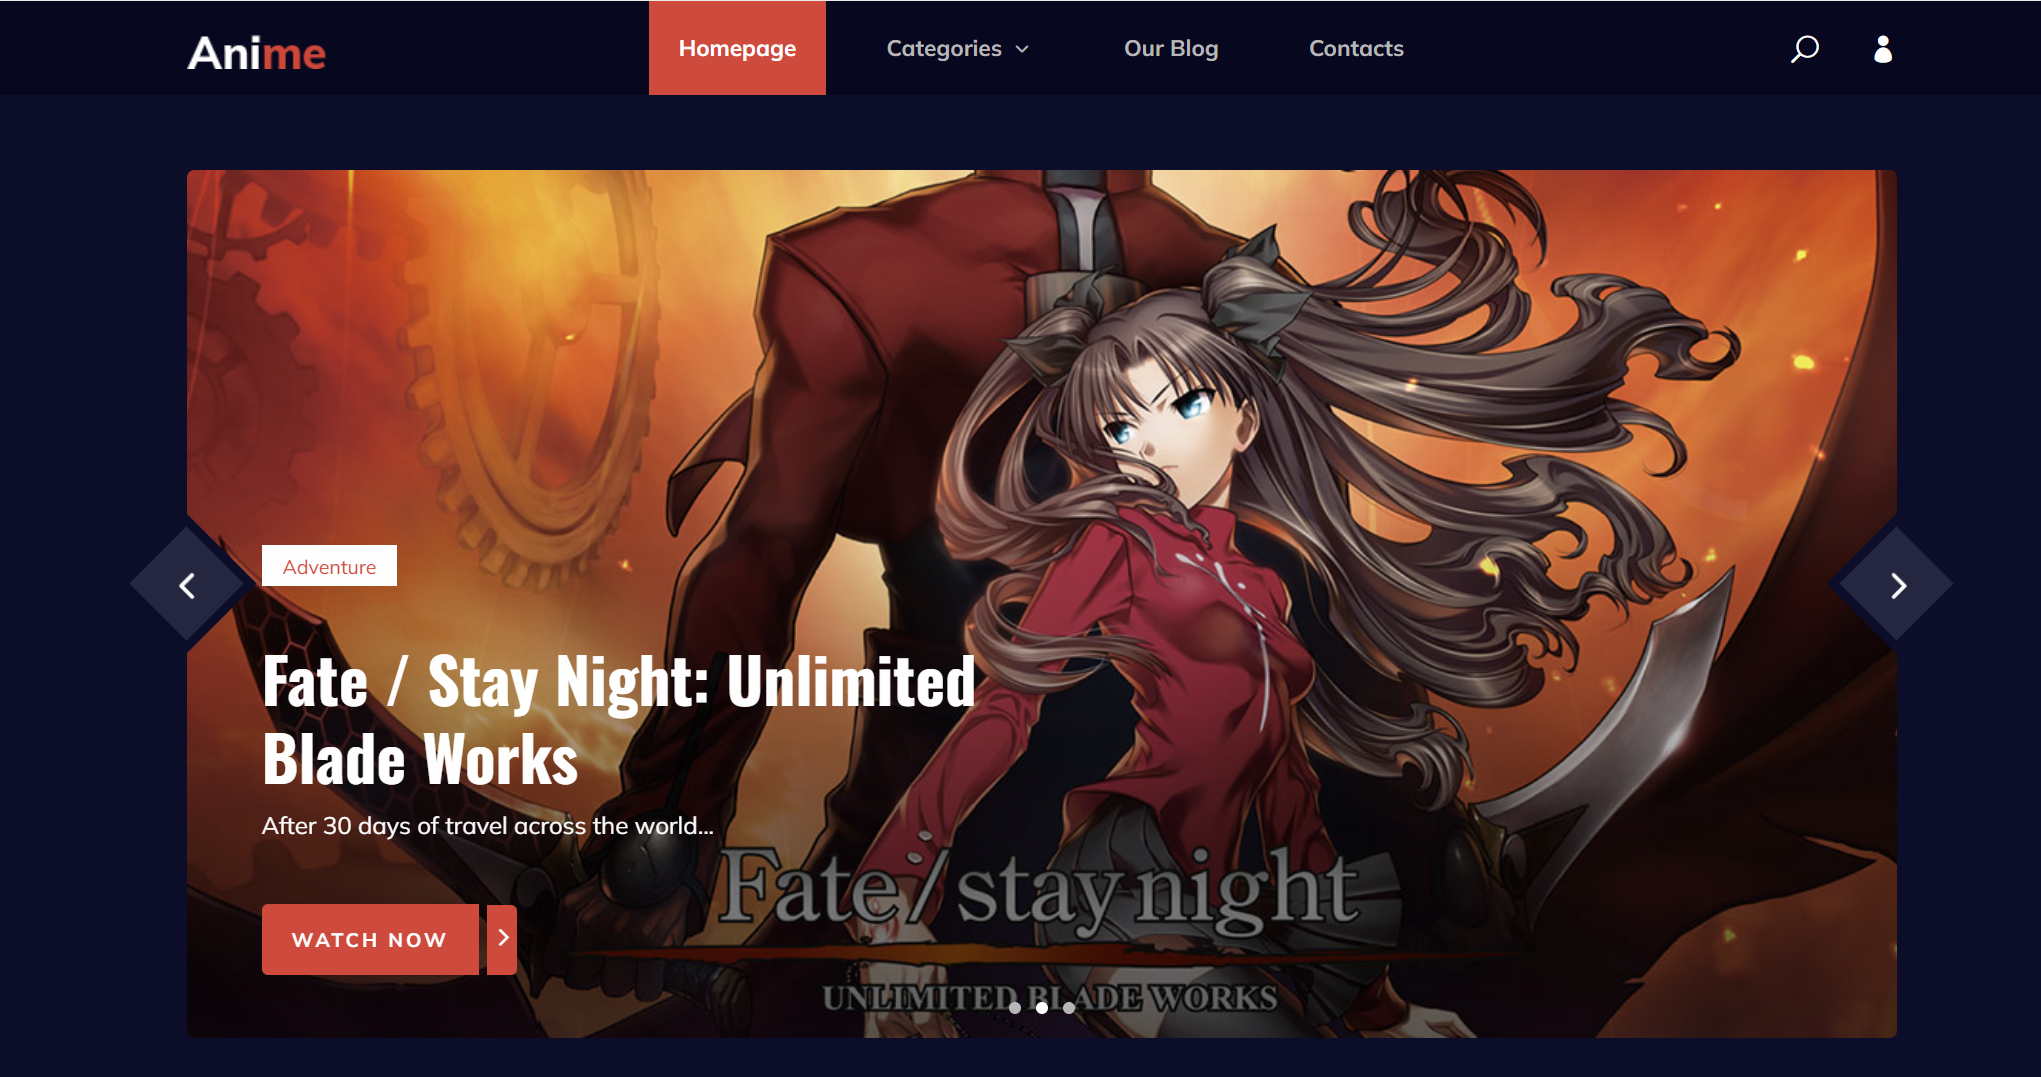 Anime
Homepage
Categories
Our Blog
Contacts
Adventure
Fate / Stay Night: Unlimited
Blade Works
After 30 days of travel across the world...
WATCH NOW
Fate/stay night
UNLIMITED BLADE WORKS